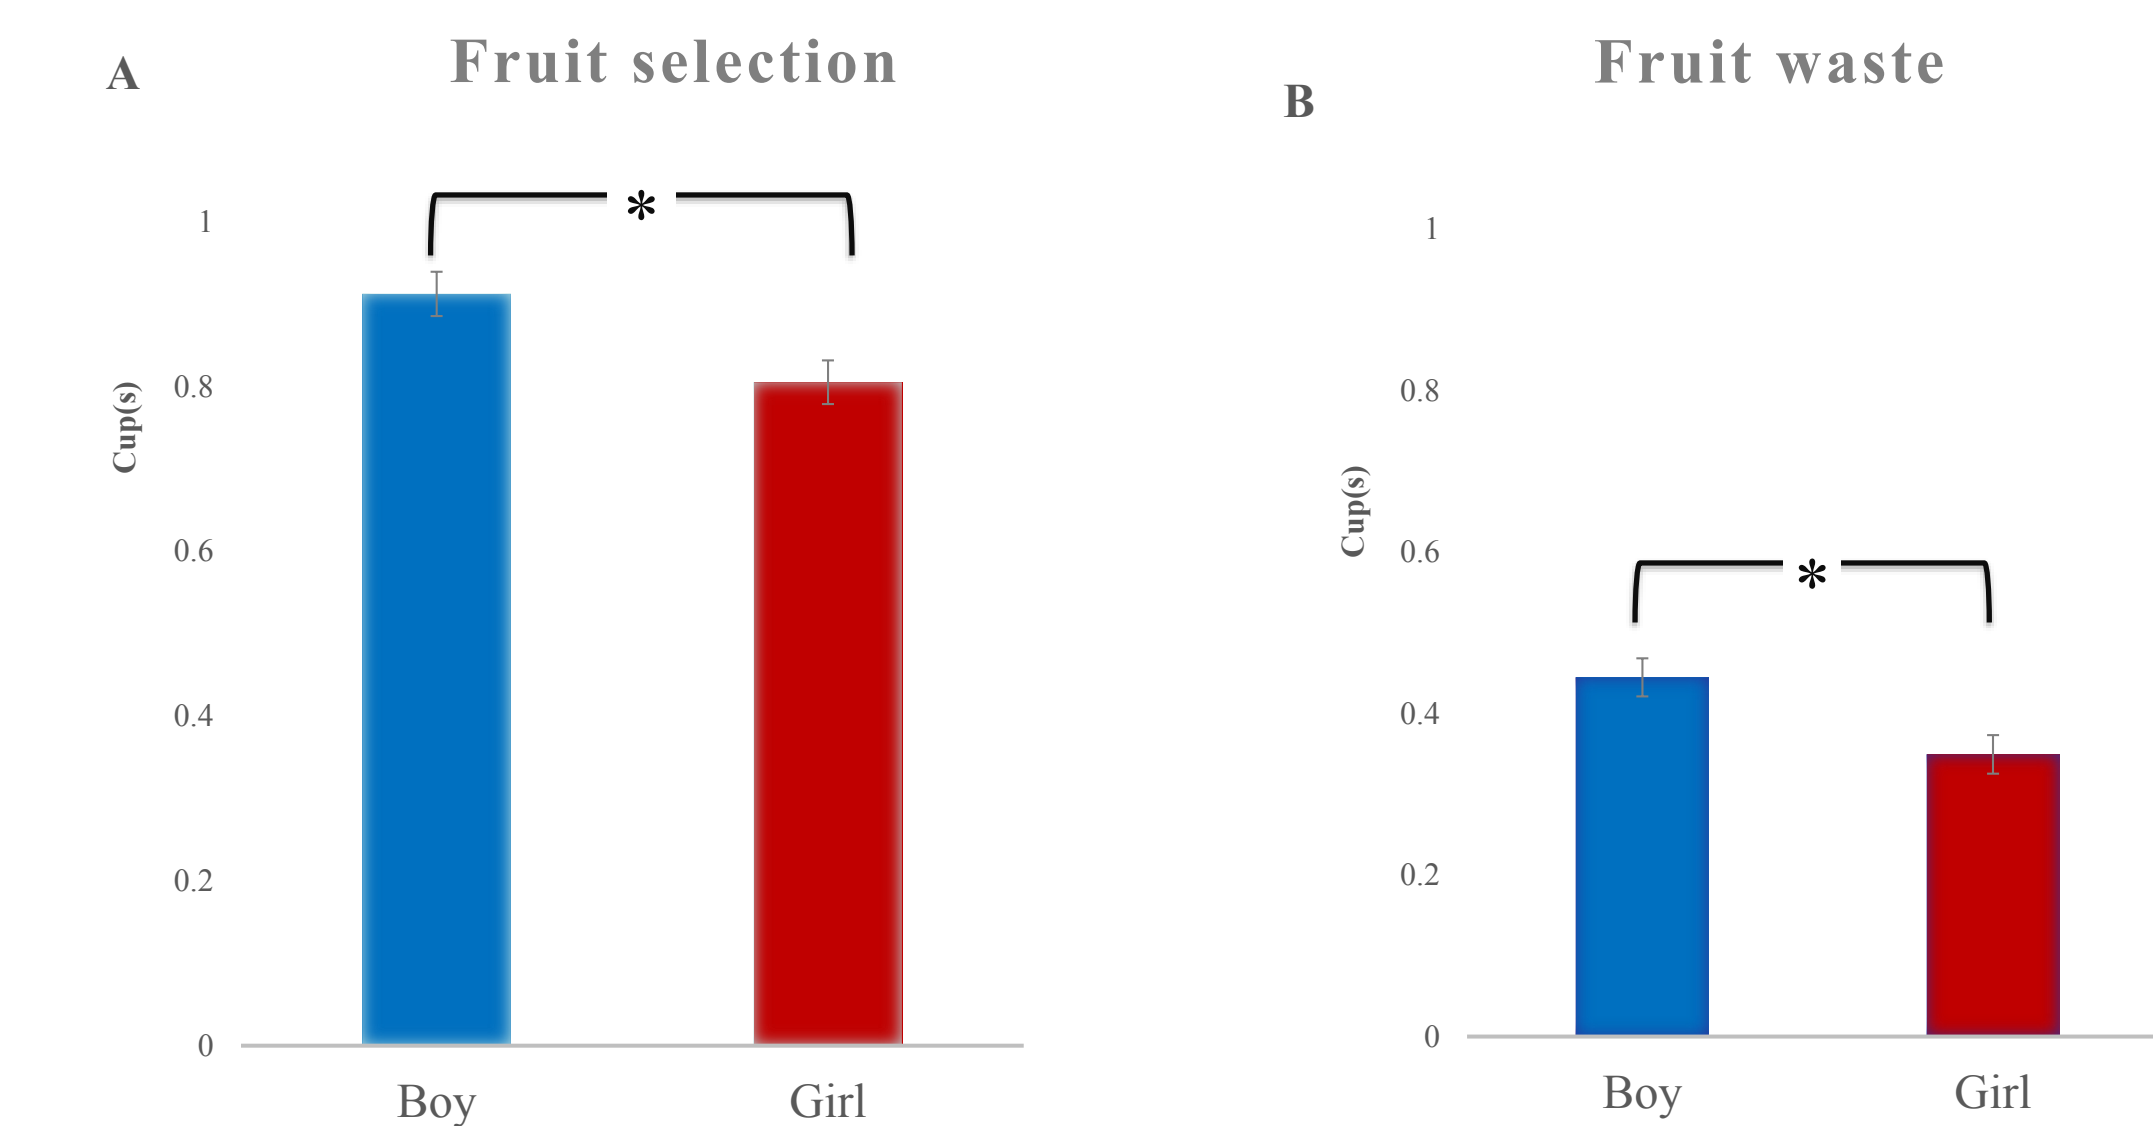 A
Fruit selection
*
1
0.8
0.6
0.4
0.2
0
Cup(s)
Boy
Girl
B
Fruit waste
1
0.8
0.6
0.4
0.2
0
Cup(s)
*
Boy
Girl